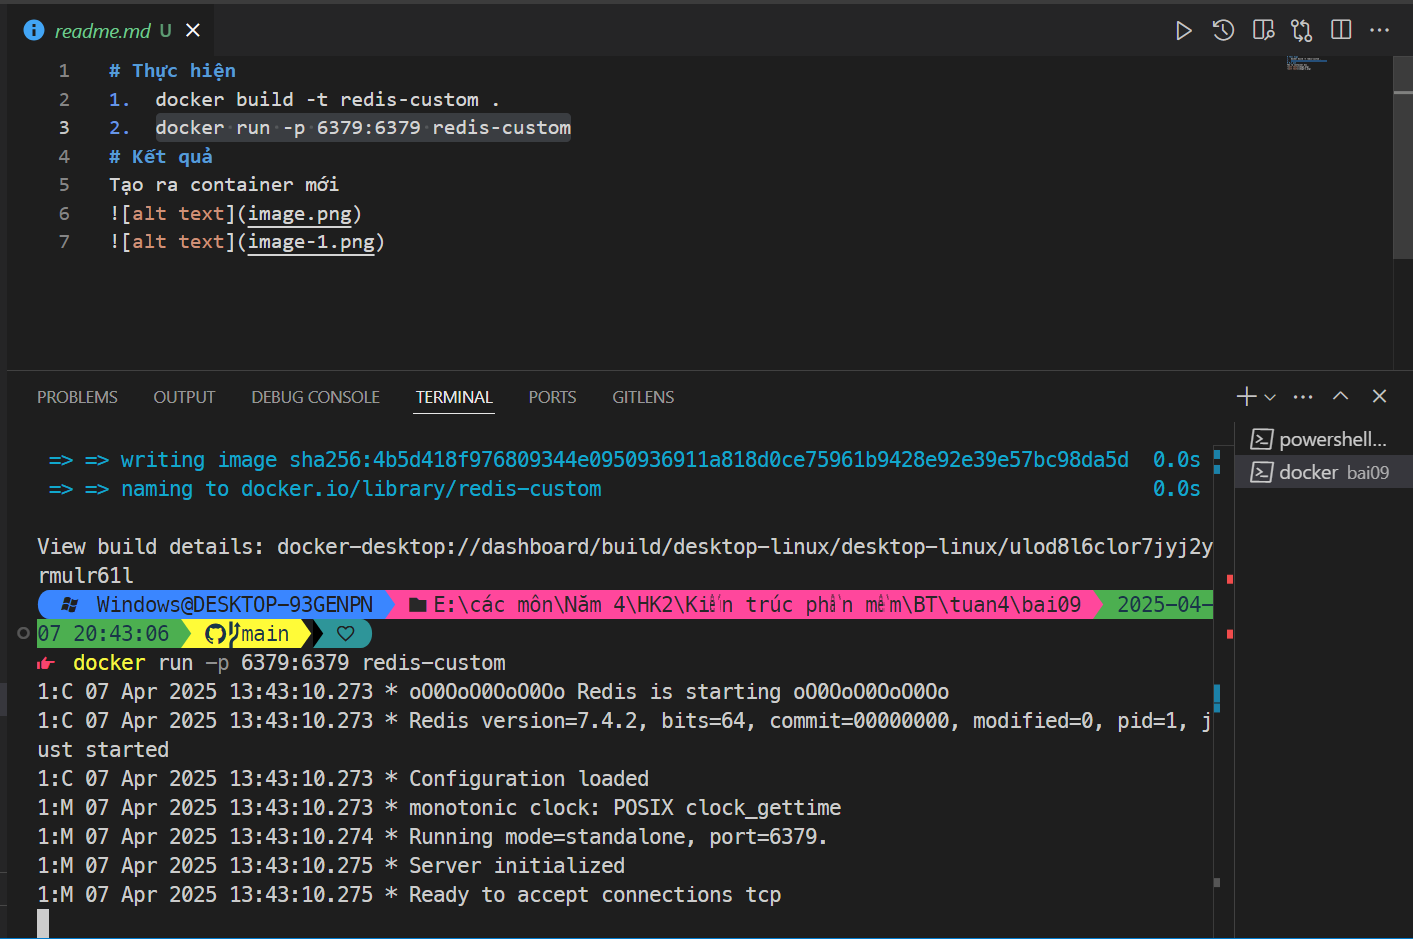 readme.md U
1 # Thực hiện
2 1. docker build -t redis-custom .
3 2. docker run -p 6379:6379 redis-custom
4 # Kết quả
5 Tạo ra container mới
6 ![alt text](image.png)
7 ![alt text](image-1.png)
PROBLEMS OUTPUT DEBUG CONSOLE TERMINAL PORTS GITLENS
powershell...
docker bai09
=> => writing image sha256:4b5d418f976809344e0950936911a818d0ce75961b9428e92e39e57bc98da5d 0.0s
=> => naming to docker.io/library/redis-custom 0.0s
View build details: docker-desktop://dashboard/build/desktop-linux/desktop-linux/ulod8l6clor7jyj2y
rmulr61l
Windows@DESKTOP-93GENPN E:\các môn\Năm 4\HK2\Kiến trúc phần mềm\BT\tuan4\bai09 2025-04-
07 20:43:06 main
docker run -p 6379:6379 redis-custom
1:C 07 Apr 2025 13:43:10.273 * oO0OoO0OoO0Oo Redis is starting oO0OoO0OoO0Oo
1:C 07 Apr 2025 13:43:10.273 * Redis version=7.4.2, bits=64, commit=00000000, modified=0, pid=1, j
ust started
1:C 07 Apr 2025 13:43:10.273 * Configuration loaded
1:M 07 Apr 2025 13:43:10.273 * monotonic clock: POSIX clock_gettime
1:M 07 Apr 2025 13:43:10.274 * Running mode=standalone, port=6379.
1:M 07 Apr 2025 13:43:10.275 * Server initialized
1:M 07 Apr 2025 13:43:10.275 * Ready to accept connections tcp